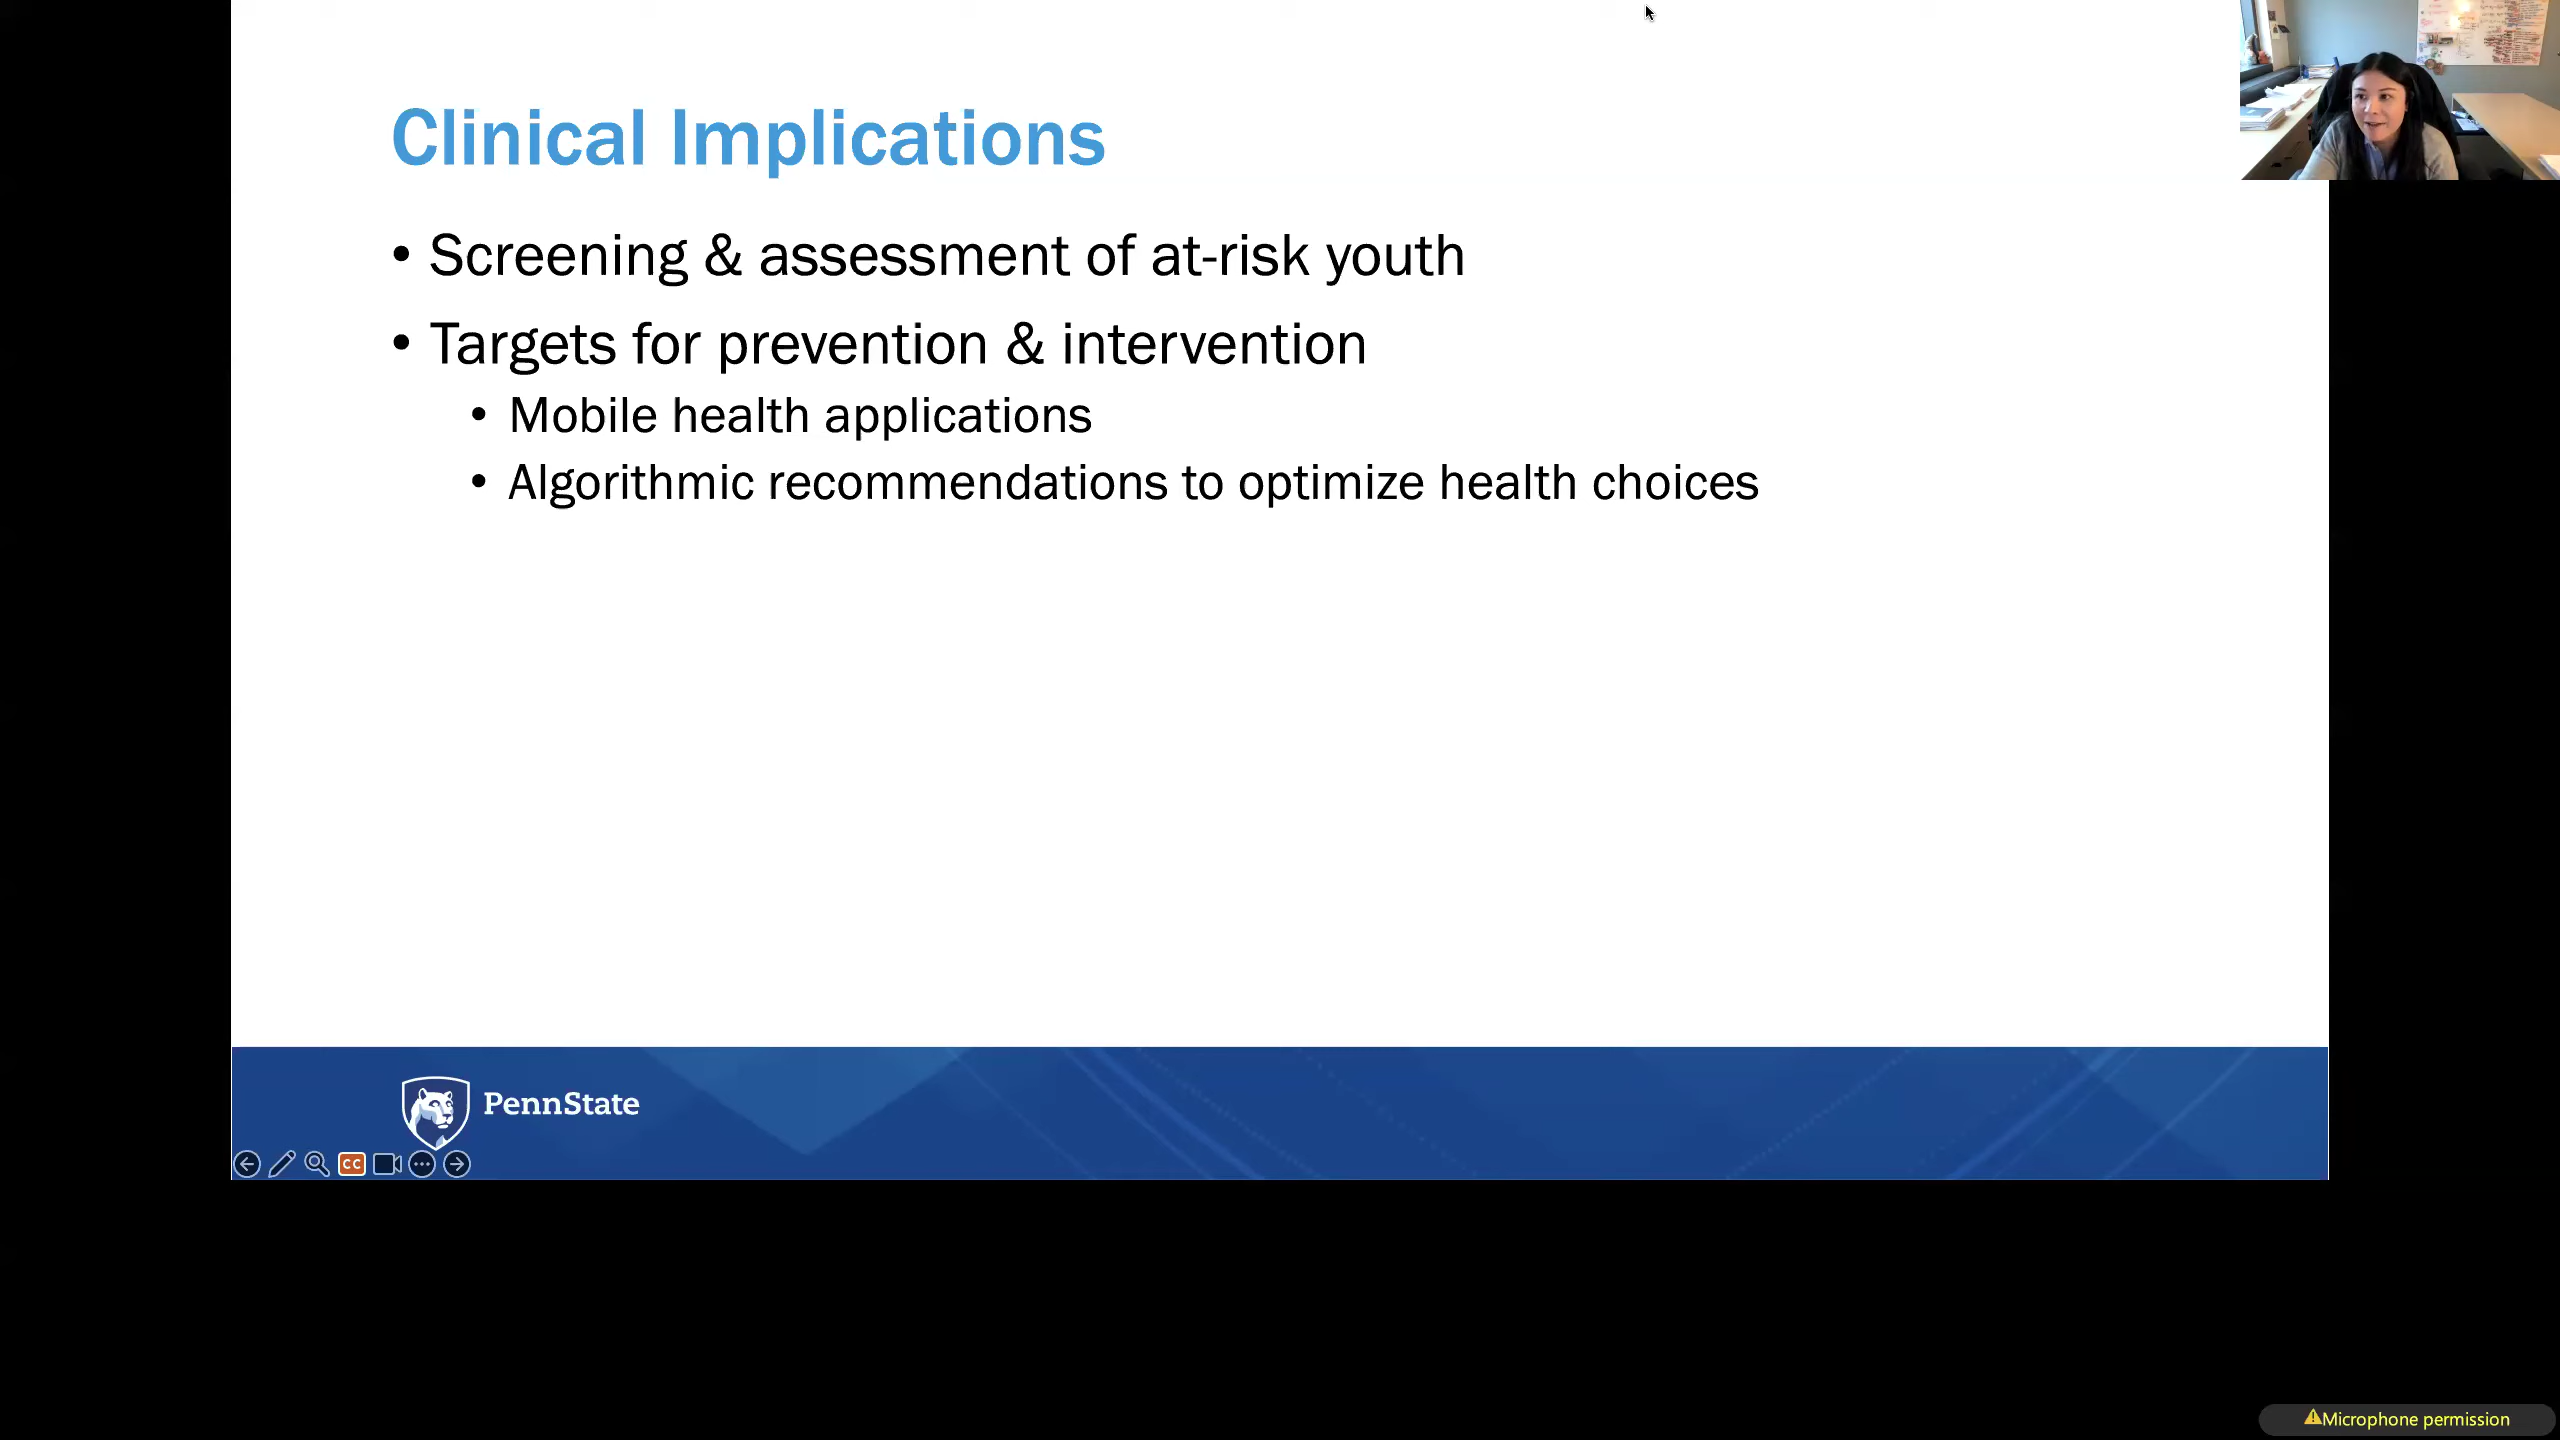 Clinical Implications
• Screening & assessment of at-risk youth
• Targets for prevention & intervention
• Mobile health applications
• Algorithmic recommendations to optimize health choices
PennState
CC
Microphone permission